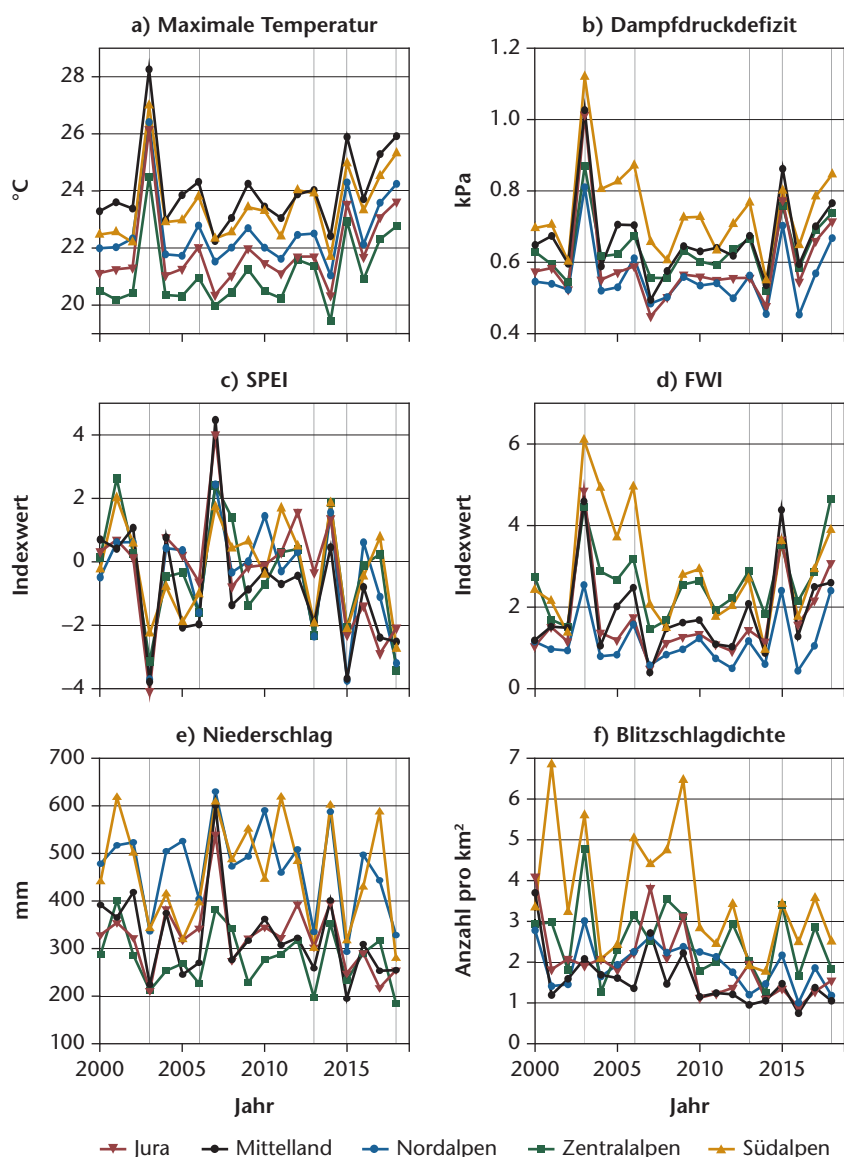 a) Maximale Temperatur
°C
28
26
24
22
20
b) Dampfdruckdefizit
kPa
1.2
1.0
0.8
0.6
0.4
c) SPEI
Indexwert
4
2
0
−2
−4
d) FWI
Indexwert
6
4
2
0
e) Niederschlag
mm
700
600
500
400
300
200
100
2000 2005 2010 2015
Jahr
f) Blitzschlagdichte
Anzahl pro km²
7
6
5
4
3
2
1
0
2000 2005 2010 2015
Jahr
Jura Mittelland Nordalpen Zentralalpen Südalpen